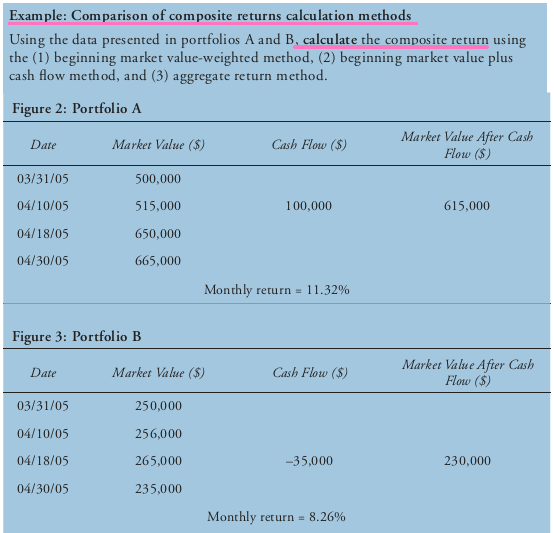 Example: Comparison of composite returns calculation methods
Using the data presented in portfolios A and B, calculate the composite return using
the (1) beginning market value-weighted method, (2) beginning market value plus
cash flow method, and (3) aggregate return method.
Figure 2: Portfolio A
Date Market Value ($) Cash Flow ($) Market Value After Cash
Flow ($)
03/31/05 500,000
04/10/05 515,000 100,000 615,000
04/18/05 650,000
04/30/05 665,000
Monthly return = 11.32%
Figure 3: Portfolio B
Date Market Value ($) Cash Flow ($) Market Value After Cash
Flow ($)
03/31/05 250,000
04/10/05 256,000
04/18/05 265,000 –35,000 230,000
04/30/05 235,000
Monthly return = 8.26%